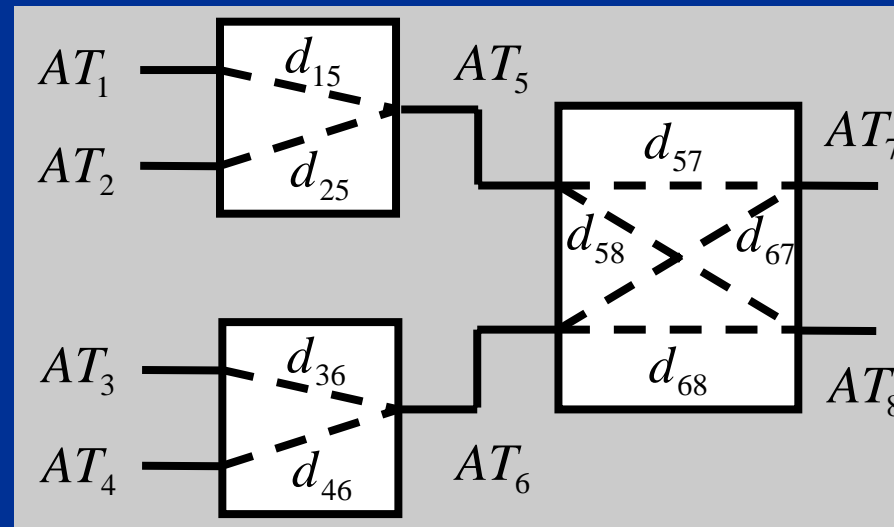 AT₁
d₁₅
AT₅
AT₂
d₂₅
d₅₇
AT₇
d₅₈
d₆₇
AT₃
d₃₆
d₆₈
AT₈
AT₄
d₄₆
AT₆